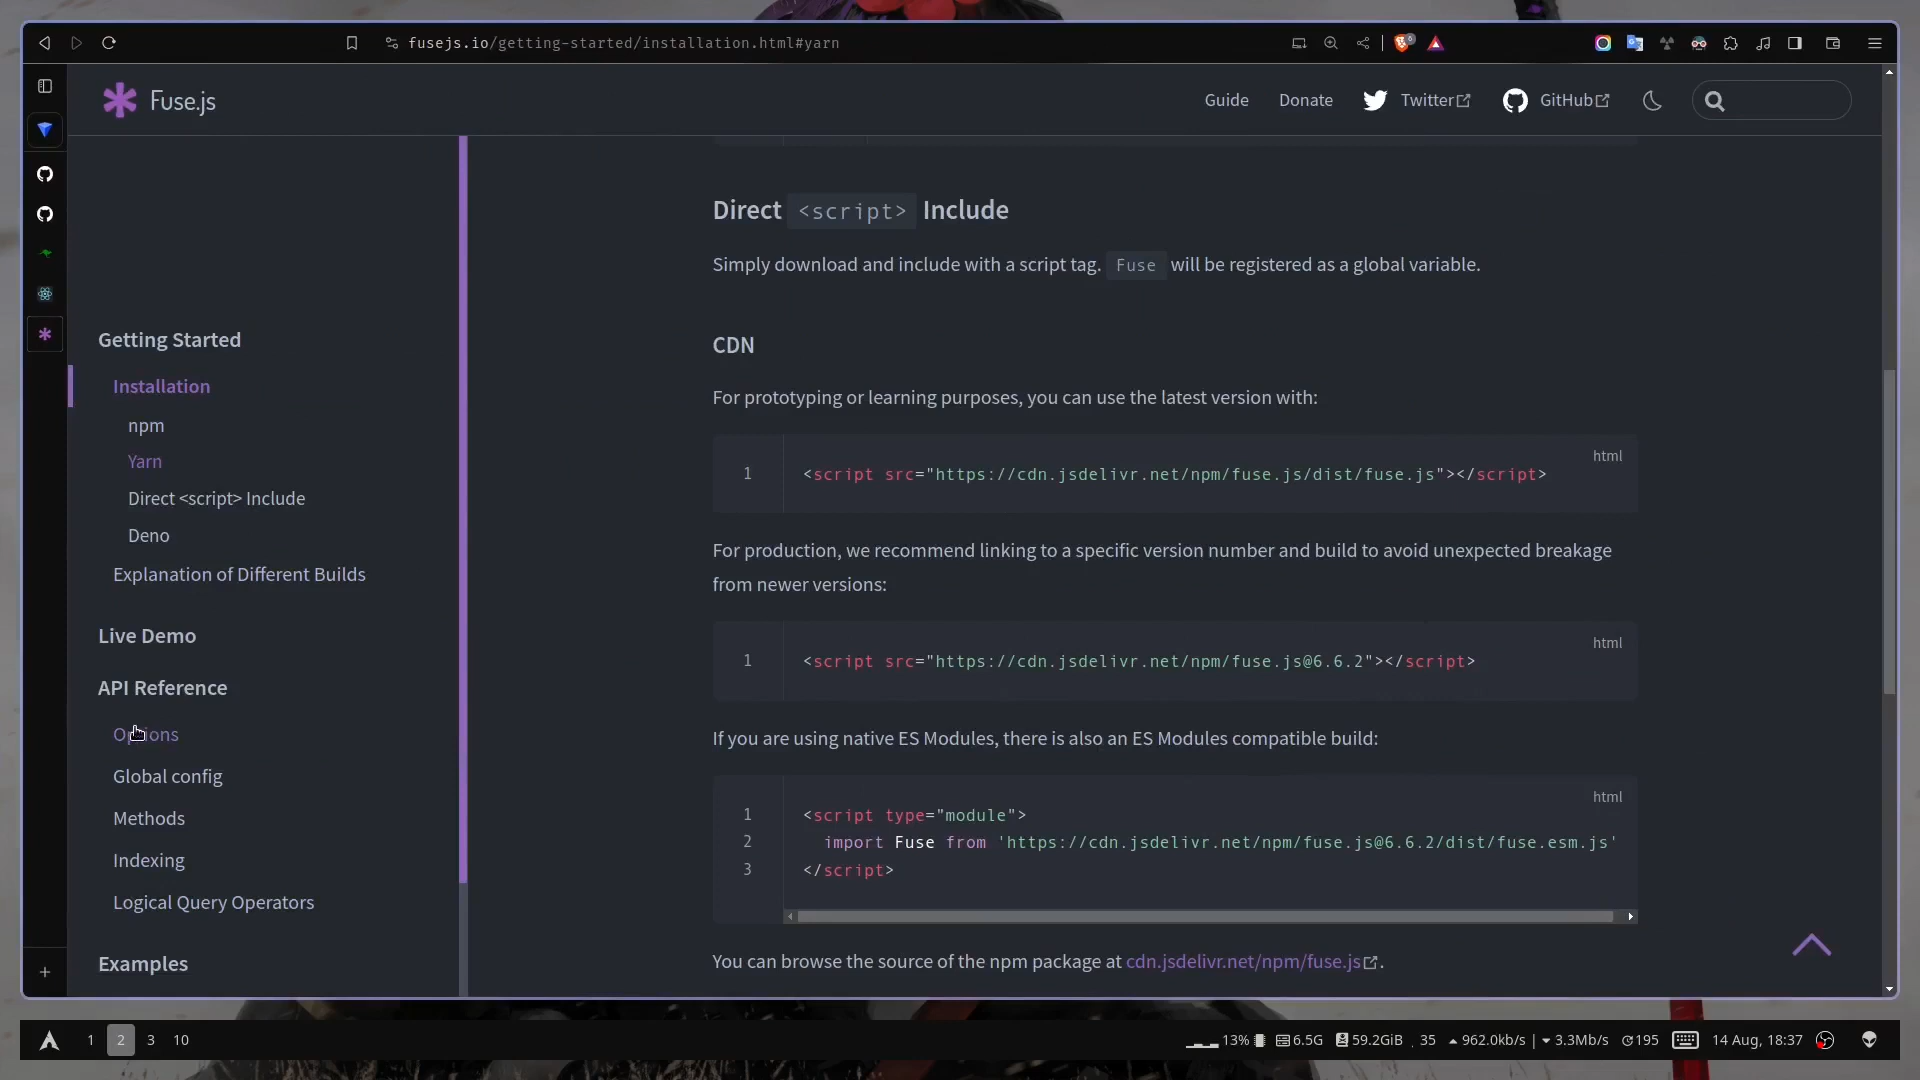 fusejs.io/getting-started/installation.html#yarn
Fuse.js
Guide
Donate
Twitter
GitHub
Getting Started
Installation
npm
Yarn
Direct <script> Include
Deno
Explanation of Different Builds
Live Demo
API Reference
Options
Global config
Methods
Indexing
Logical Query Operators
Examples
Direct <script> Include
Simply download and include with a script tag. Fuse will be registered as a global variable.
CDN
For prototyping or learning purposes, you can use the latest version with:
html
1 <script src="https://cdn.jsdelivr.net/npm/fuse.js/dist/fuse.js"></script>
For production, we recommend linking to a specific version number and build to avoid unexpected breakage
from newer versions:
html
1 <script src="https://cdn.jsdelivr.net/npm/fuse.js@6.6.2"></script>
If you are using native ES Modules, there is also an ES Modules compatible build:
html
1 <script type="module">
2 import Fuse from 'https://cdn.jsdelivr.net/npm/fuse.js@6.6.2/dist/fuse.esm.js'
3 </script>
You can browse the source of the npm package at cdn.jsdelivr.net/npm/fuse.js.
1 2 3 10
13% 6.5G 59.2GiB 35 962.0kb/s | 3.3Mb/s 195 14 Aug, 18:37